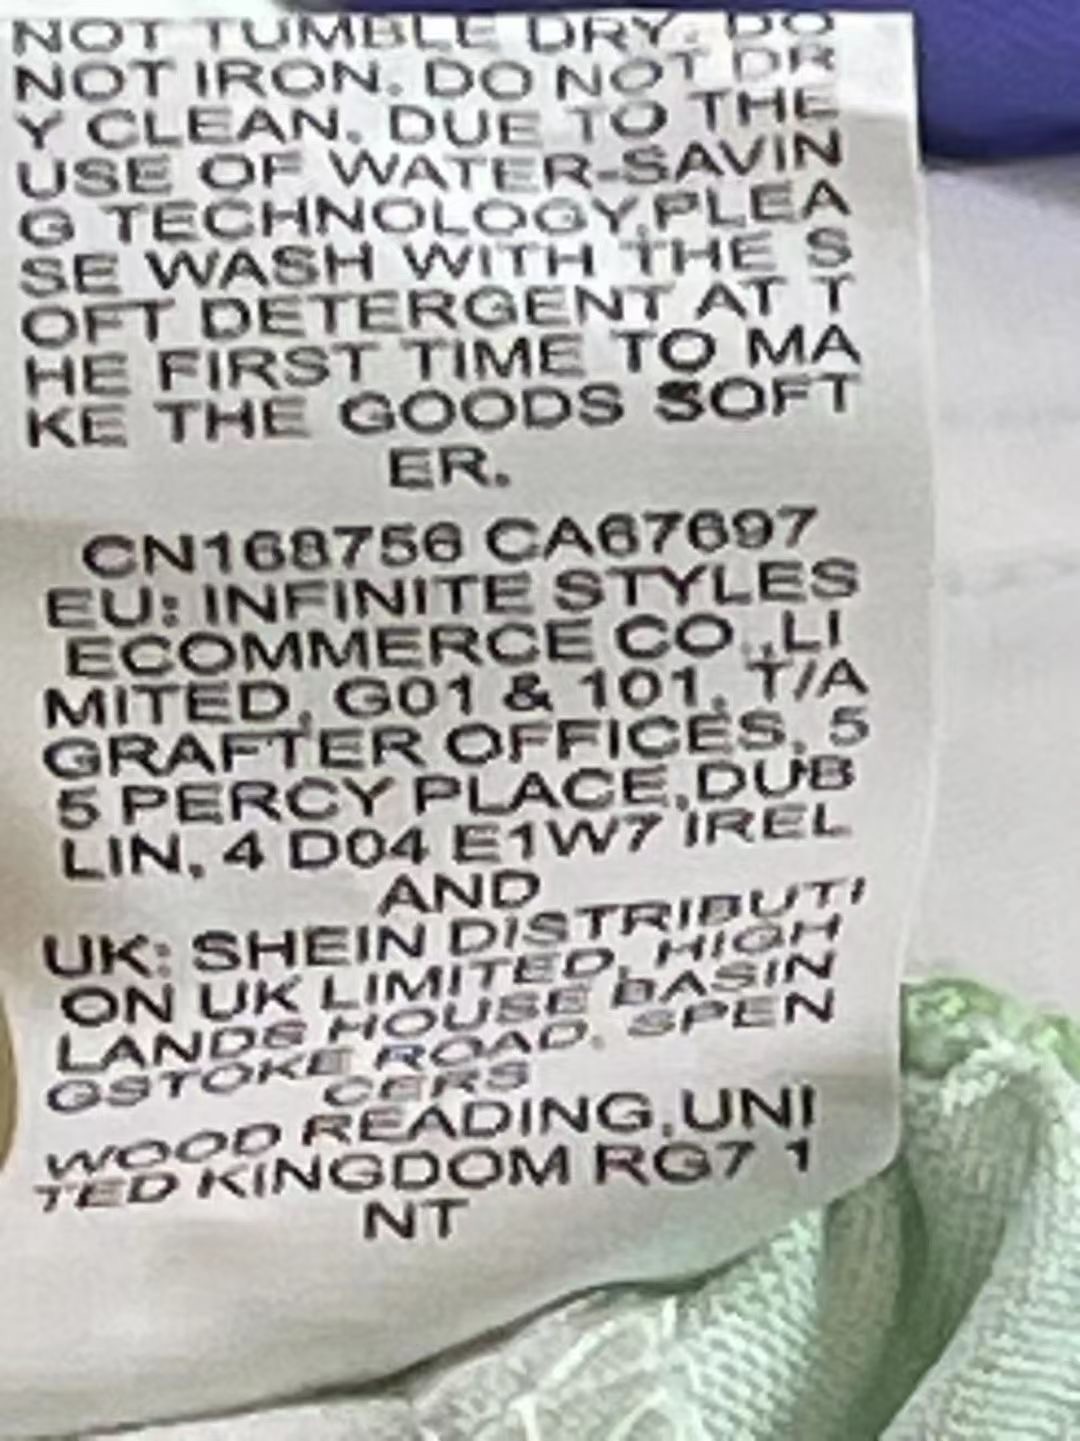 NOT TUMBLE DRY. DO
NOT IRON. DO NOT DR
Y CLEAN. DUE TO THE
USE OF WATER-SAVIN
G TECHNOLOGY,PLEA
SE WASH WITH THE S
OFT DETERGENT AT T
HE FIRST TIME TO MA
KE THE GOODS SOFT
ER.
CN168756 CA67697
EU: INFINITE STYLES
ECOMMERCE CO.,LI
MITED, G01 & 101, T/A
GRAFTER OFFICES, 5
5 PERCY PLACE,DUB
LIN, 4 D04 E1W7 IREL
AND
UK: SHEIN DISTRIBUTI
ON UK LIMITED, HIGH
LANDS HOUSE BASIN
GSTOKE ROAD, SPEN
CERS
WOOD READING,UNI
TED KINGDOM RG7 1
NT